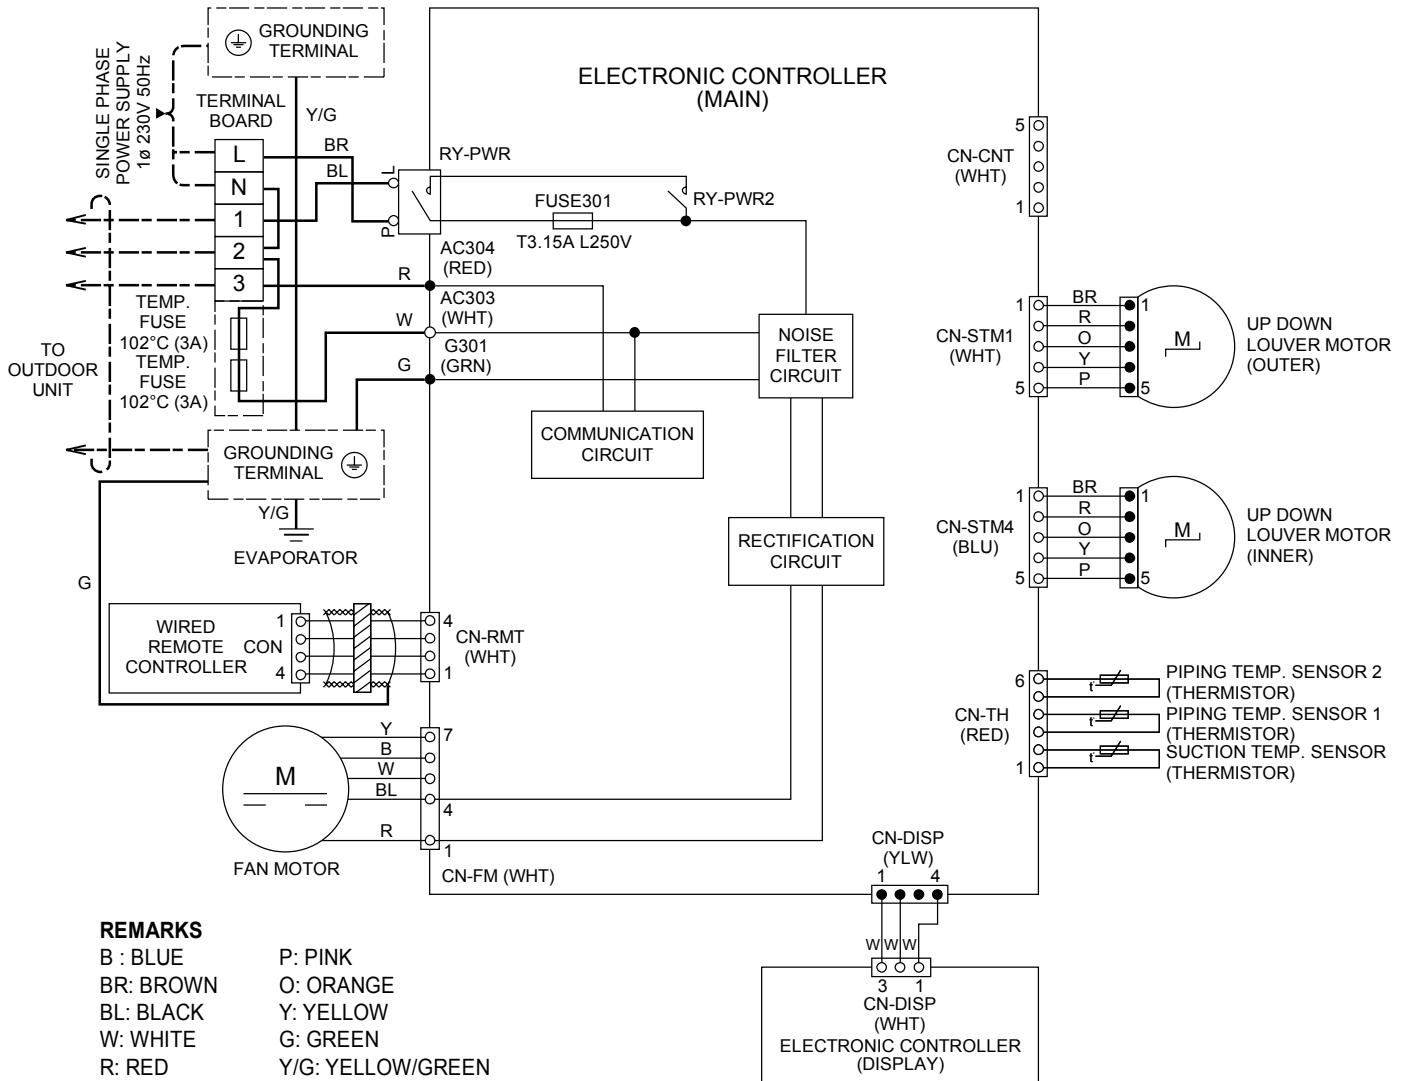 GROUNDING
TERMINAL
SINGLE PHASE
POWER SUPPLY
1ø 230V 50Hz
TERMINAL
BOARD
Y/G
L
N
1
2
3
BR
BL
L
P
RY-PWR
ELECTRONIC CONTROLLER
(MAIN)
FUSE301
T3.15A L250V
RY-PWR2
R
AC304
(RED)
W
AC303
(WHT)
G
G301
(GRN)
TEMP.
FUSE
102°C (3A)
TEMP.
FUSE
102°C (3A)
TO
OUTDOOR
UNIT
NOISE
FILTER
CIRCUIT
COMMUNICATION
CIRCUIT
RECTIFICATION
CIRCUIT
GROUNDING
TERMINAL
Y/G
EVAPORATOR
G
WIRED
REMOTE
CONTROLLER
CON
1
4
4
1
CN-RMT
(WHT)
M
FAN MOTOR
Y
B
W
BL
R
7
4
1
CN-FM (WHT)
5
1
CN-CNT
(WHT)
1
5
CN-STM1
(WHT)
BR
R
O
Y
P
1
5
M
UP DOWN
LOUVER MOTOR
(OUTER)
1
5
CN-STM4
(BLU)
BR
R
O
Y
P
1
5
M
UP DOWN
LOUVER MOTOR
(INNER)
6
1
CN-TH
(RED)
t°
PIPING TEMP. SENSOR 2
(THERMISTOR)
t°
PIPING TEMP. SENSOR 1
(THERMISTOR)
t°
SUCTION TEMP. SENSOR
(THERMISTOR)
CN-DISP
(YLW)
1 4
W W W
3 1
CN-DISP
(WHT)
ELECTRONIC CONTROLLER
(DISPLAY)
REMARKS
B : BLUE P: PINK
BR: BROWN O: ORANGE
BL: BLACK Y: YELLOW
W: WHITE G: GREEN
R: RED Y/G: YELLOW/GREEN